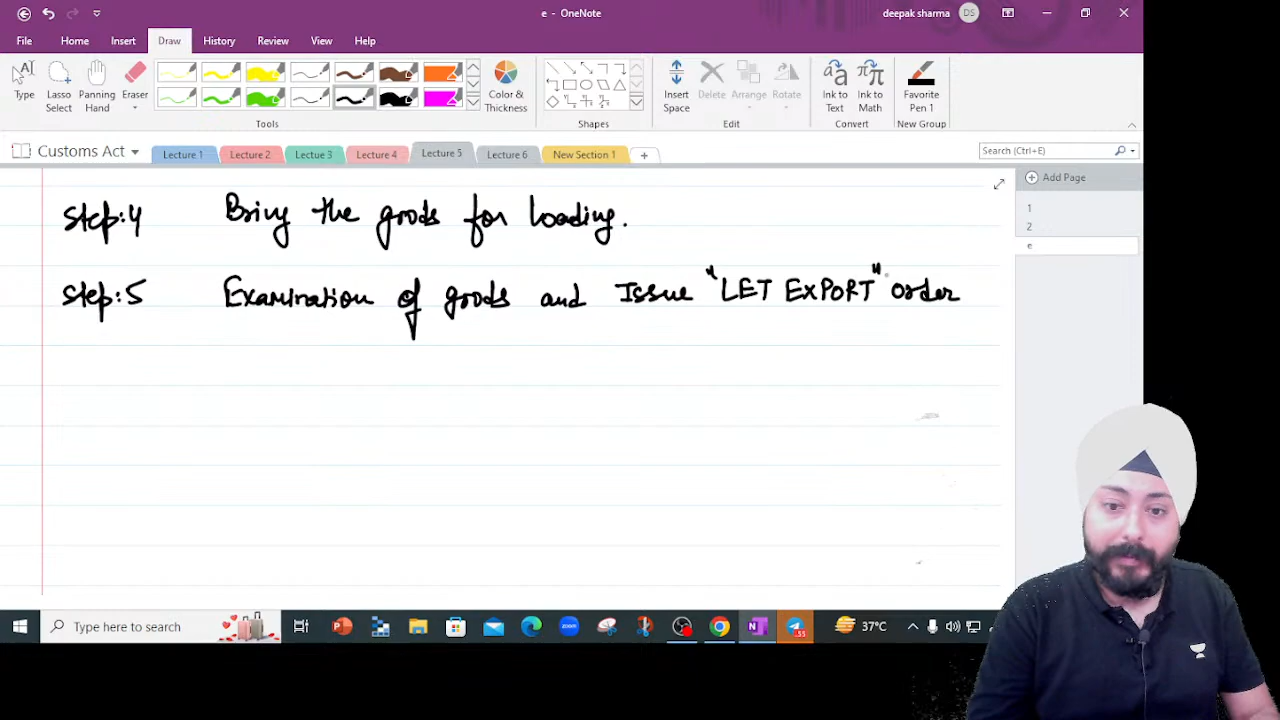 e - OneNote
deepak sharma DS
File Home Insert Draw History Review View Help
Type Lasso Select Panning Hand Eraser Color & Thickness Insert Space Delete Arrange Rotate Ink to Text Ink to Math Favorite Pen 1
Tools Shapes Edit Convert New Group
Customs Act Lecture 1 Lecture 2 Lectue 3 Lecture 4 Lecture 5 Lecture 6 New Section 1 Search (Ctrl+E)
Add Page
1
2
e
Step:4 Bring the goods for loading.
Step:5 Examination of goods and Issue "LET EXPORT" order
Type here to search 55 37°C